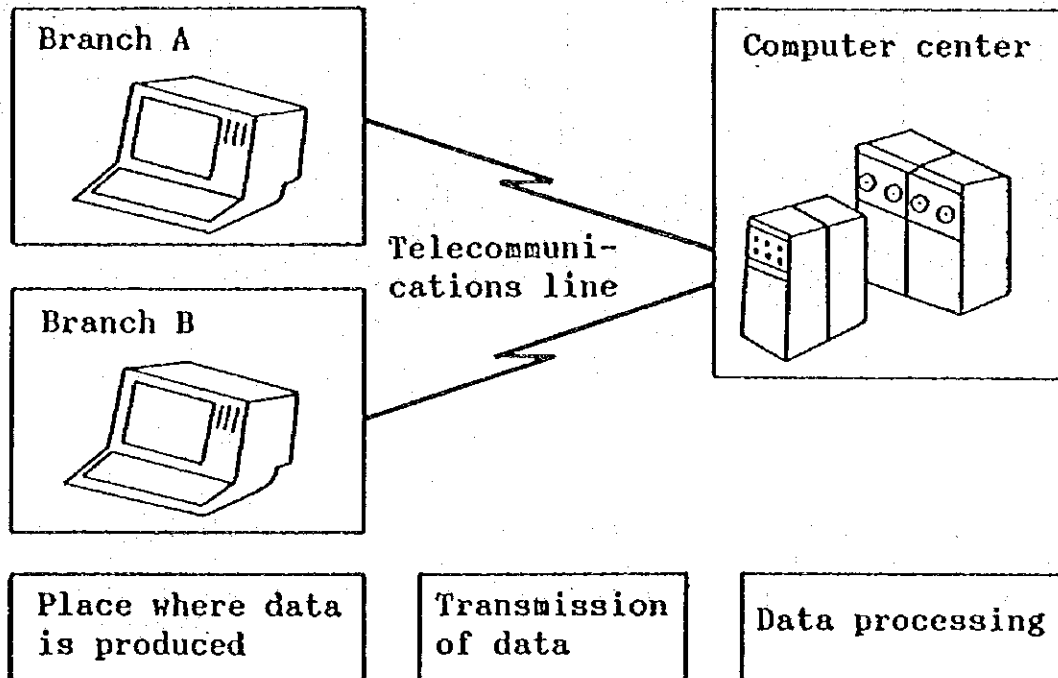 Branch A
Computer center
Telecommuni-
cations line
Branch B
Place where data
is produced
Transmission
of data
Data processing